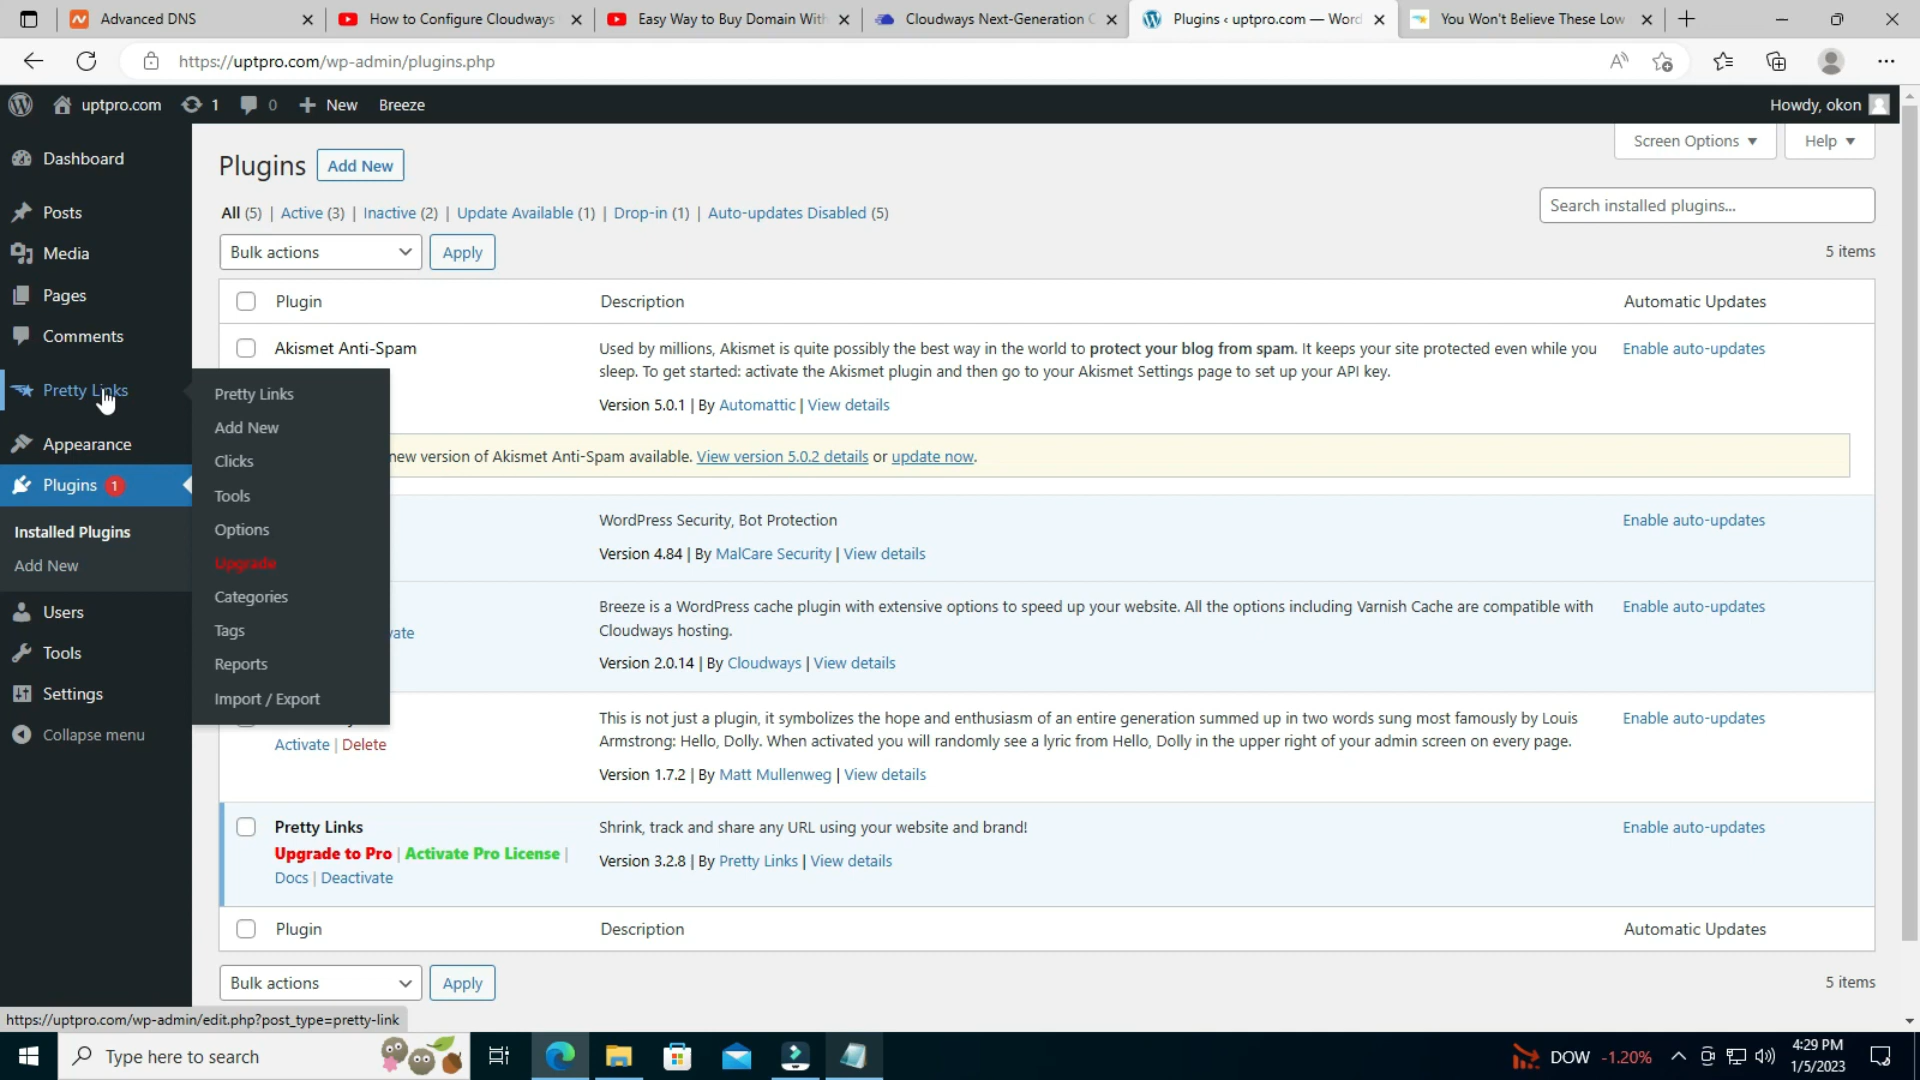 Advanced DNS
How to Configure Cloudways
Easy Way to Buy Domain With
Cloudways Next-Generation C
Plugins ‹ uptpro.com — Word
You Won't Believe These Low
https://uptpro.com/wp-admin/plugins.php
uptpro.com 1 0 New Breeze
Howdy, okon
Dashboard
Posts
Media
Pages
Comments
Pretty Links
Appearance
Plugins 1
Installed Plugins
Add New
Users
Tools
Settings
Collapse menu
Pretty Links
Add New
Clicks
Tools
Options
Upgrade
Categories
Tags
Reports
Import / Export
Plugins Add New
Screen Options Help
All (5) | Active (3) | Inactive (2) | Update Available (1) | Drop-in (1) | Auto-updates Disabled (5)
Search installed plugins...
Bulk actions Apply
5 items
Plugin Description Automatic Updates
Akismet Anti-Spam
Used by millions, Akismet is quite possibly the best way in the world to protect your blog from spam. It keeps your site protected even while you
sleep. To get started: activate the Akismet plugin and then go to your Akismet Settings page to set up your API key.
Version 5.0.1 | By Automattic | View details
Enable auto-updates
new version of Akismet Anti-Spam available. View version 5.0.2 details or update now.
WordPress Security, Bot Protection
Version 4.84 | By MalCare Security | View details
Enable auto-updates
vate
Breeze is a WordPress cache plugin with extensive options to speed up your website. All the options including Varnish Cache are compatible with
Cloudways hosting.
Version 2.0.14 | By Cloudways | View details
Enable auto-updates
Activate | Delete
This is not just a plugin, it symbolizes the hope and enthusiasm of an entire generation summed up in two words sung most famously by Louis
Armstrong: Hello, Dolly. When activated you will randomly see a lyric from Hello, Dolly in the upper right of your admin screen on every page.
Version 1.7.2 | By Matt Mullenweg | View details
Enable auto-updates
Pretty Links
Upgrade to Pro | Activate Pro License |
Docs | Deactivate
Shrink, track and share any URL using your website and brand!
Version 3.2.8 | By Pretty Links | View details
Enable auto-updates
Plugin Description Automatic Updates
Bulk actions Apply
5 items
https://uptpro.com/wp-admin/edit.php?post_type=pretty-link
Type here to search
DOW -1.20%
4:29 PM
1/5/2023